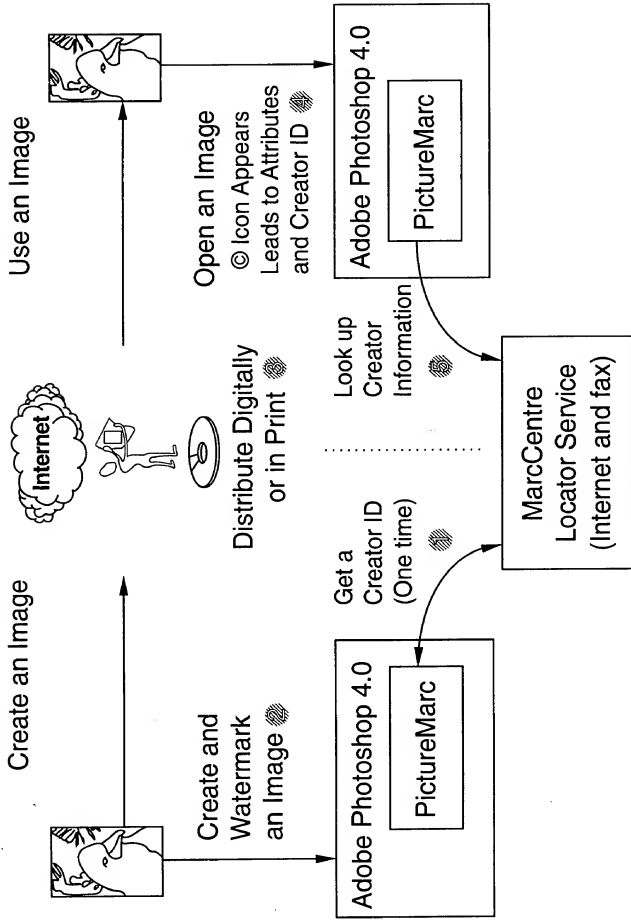 Create an Image
Use an Image
Internet
Create and
Watermark
an Image 2
Distribute Digitally
or in Print 3
Open an Image
© Icon Appears
Leads to Attributes
and Creator ID 4
Adobe Photoshop 4.0
PictureMarc
Get a
Creator ID
(One time)
1
Look up
Creator
Information
5
Adobe Photoshop 4.0
PictureMarc
MarcCentre
Locator Service
(Internet and fax)